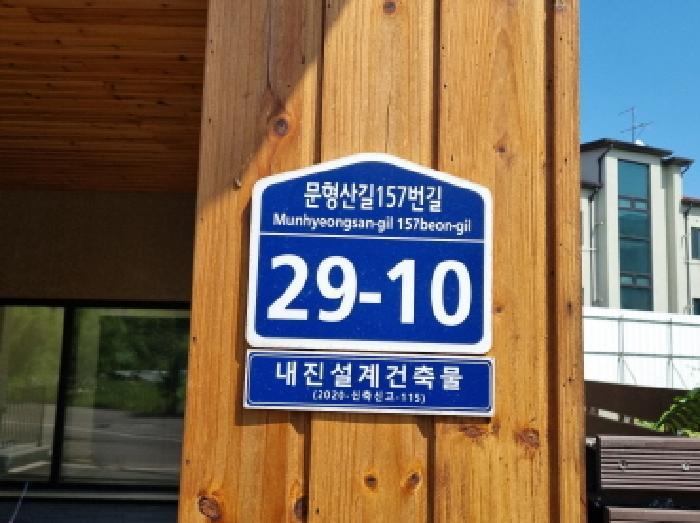 문형산길157번길
Munhyeongsan-gil 157beon-gil
29-10
내진설계건축물
(2020-신축신고-115)